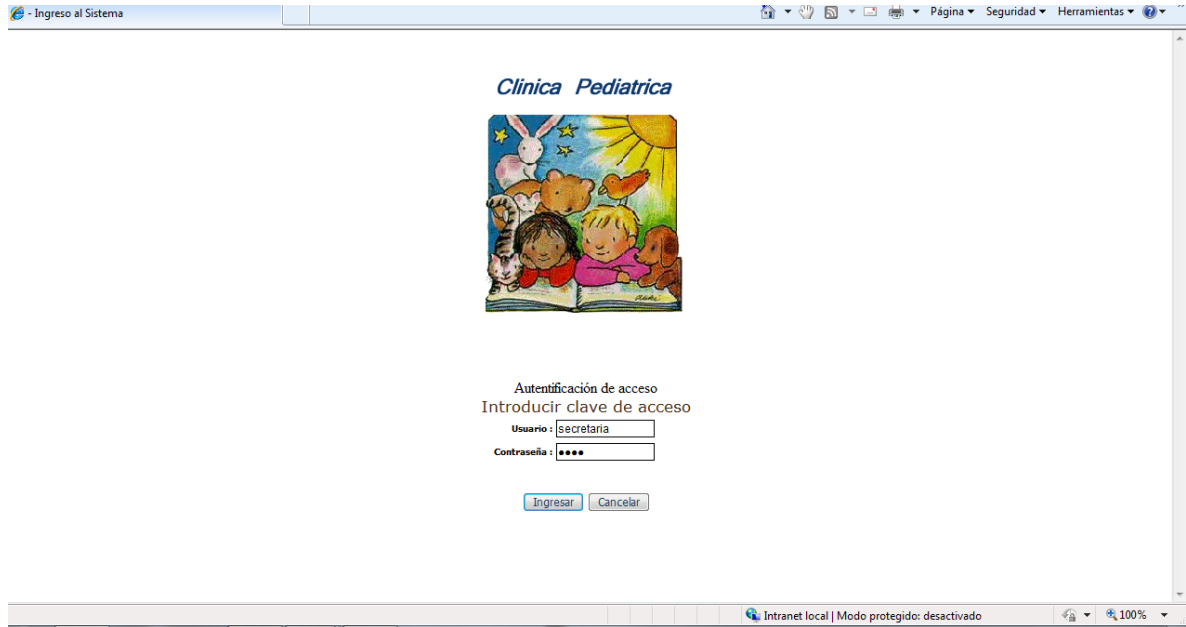 - Ingreso al Sistema
Página Seguridad Herramientas
Clinica Pediatrica
Autentificación de acceso
Introducir clave de acceso
Usuario : secretaria
Contraseña : ••••
Ingresar Cancelar
Intranet local | Modo protegido: desactivado 100%